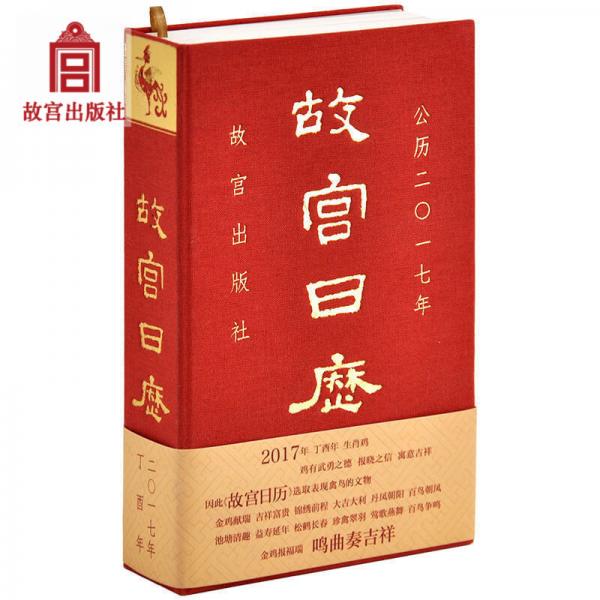 故宫出版社
故宫日历
公历二〇一七年
故宫出版社
故宫日历
二〇一七年
丁酉年
2017年 丁酉年 生肖鸡
鸡有武勇之德 报晓之信 寓意吉祥
因此《故宫日历》选取表现禽鸟的文物
金鸡献瑞 吉祥富贵 锦绣前程 大吉大利 丹凤朝阳 百鸟朝凤
池塘清趣 益寿延年 松鹤长春 珍禽翠羽 莺歌燕舞 百鸟争鸣
金鸡报福瑞 鸣曲奏吉祥